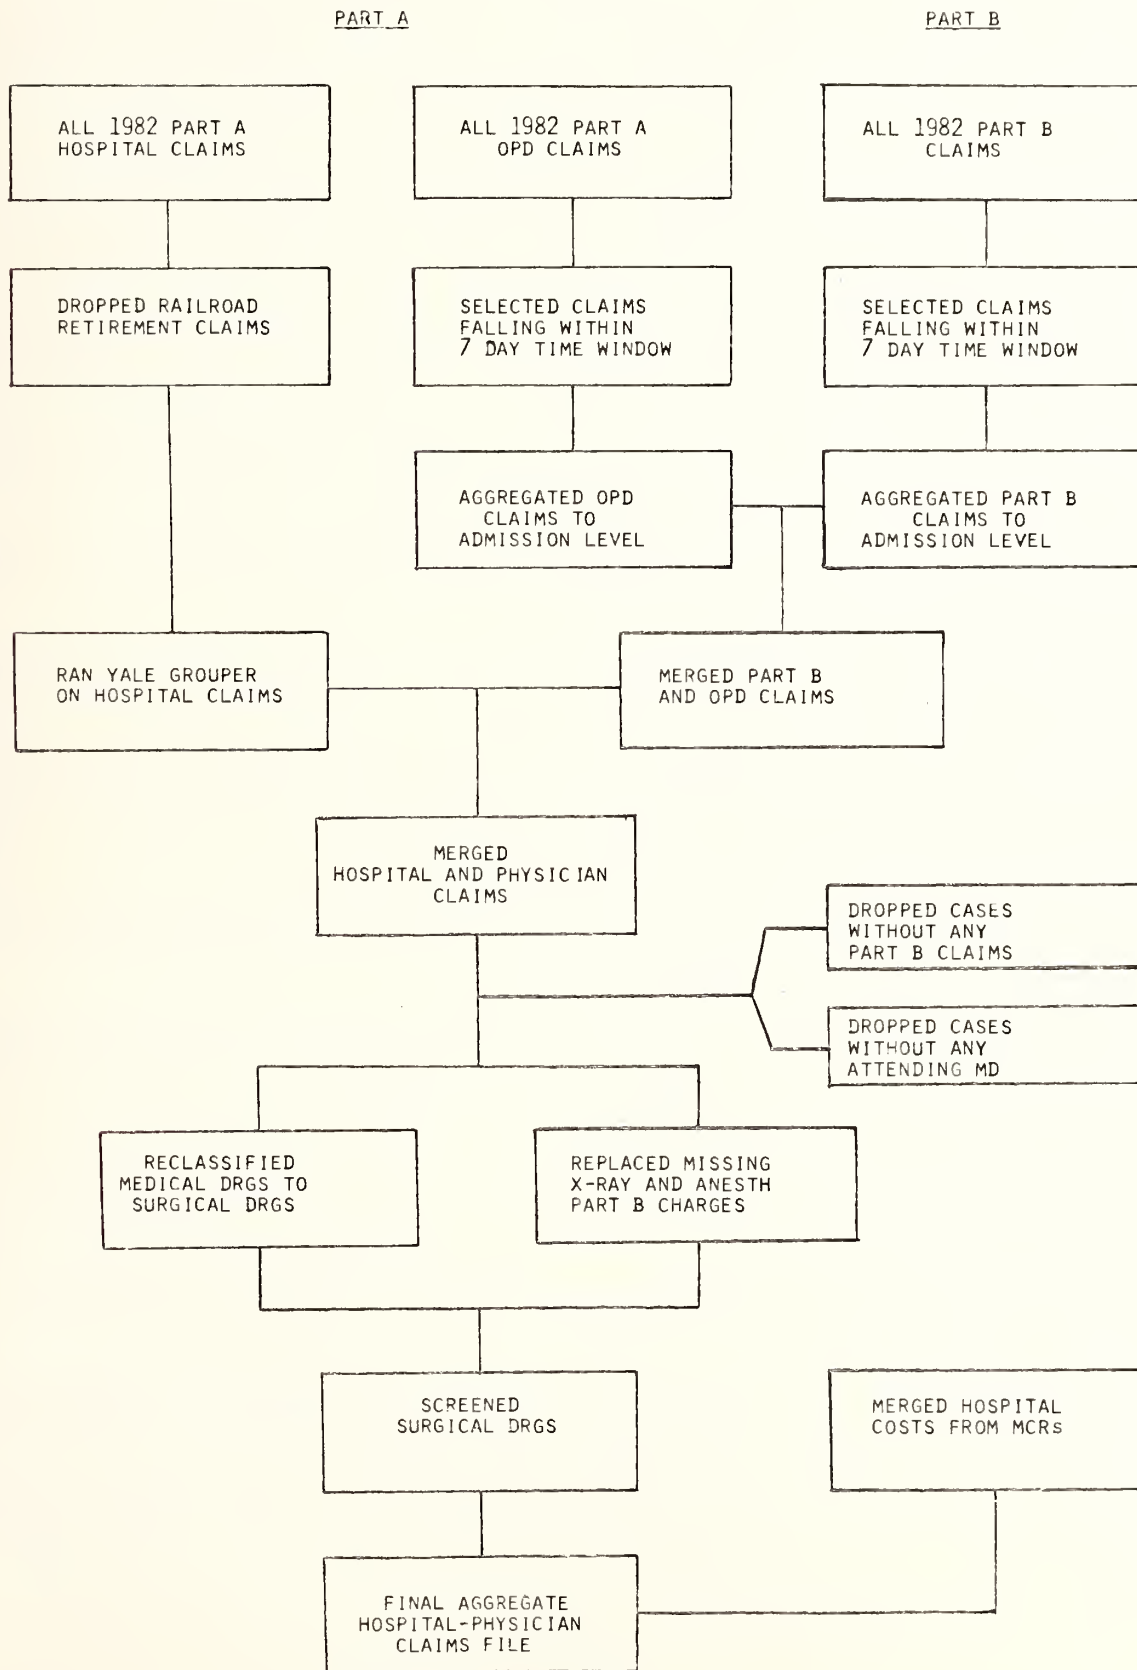 PART A
PART B
ALL 1982 PART A
HOSPITAL CLAIMS
ALL 1982 PART A
OPD CLAIMS
ALL 1982 PART B
CLAIMS
DROPPED RAILROAD
RETIREMENT CLAIMS
SELECTED CLAIMS
FALLING WITHIN
7 DAY TIME WINDOW
SELECTED CLAIMS
FALLING WITHIN
7 DAY TIME WINDOW
AGGREGATED OPD
CLAIMS TO
ADMISSION LEVEL
AGGREGATED PART B
CLAIMS TO
ADMISSION LEVEL
RAN YALE GROUPER
ON HOSPITAL CLAIMS
MERGED PART B
AND OPD CLAIMS
MERGED
HOSPITAL AND PHYSICIAN
CLAIMS
DROPPED CASES
WITHOUT ANY
PART B CLAIMS
DROPPED CASES
WITHOUT ANY
ATTENDING MD
RECLASSIFIED
MEDICAL DRGS TO
SURGICAL DRGS
REPLACED MISSING
X-RAY AND ANESTH
PART B CHARGES
SCREENED
SURGICAL DRGS
MERGED HOSPITAL
COSTS FROM MCRs
FINAL AGGREGATE
HOSPITAL-PHYSICIAN
CLAIMS FILE